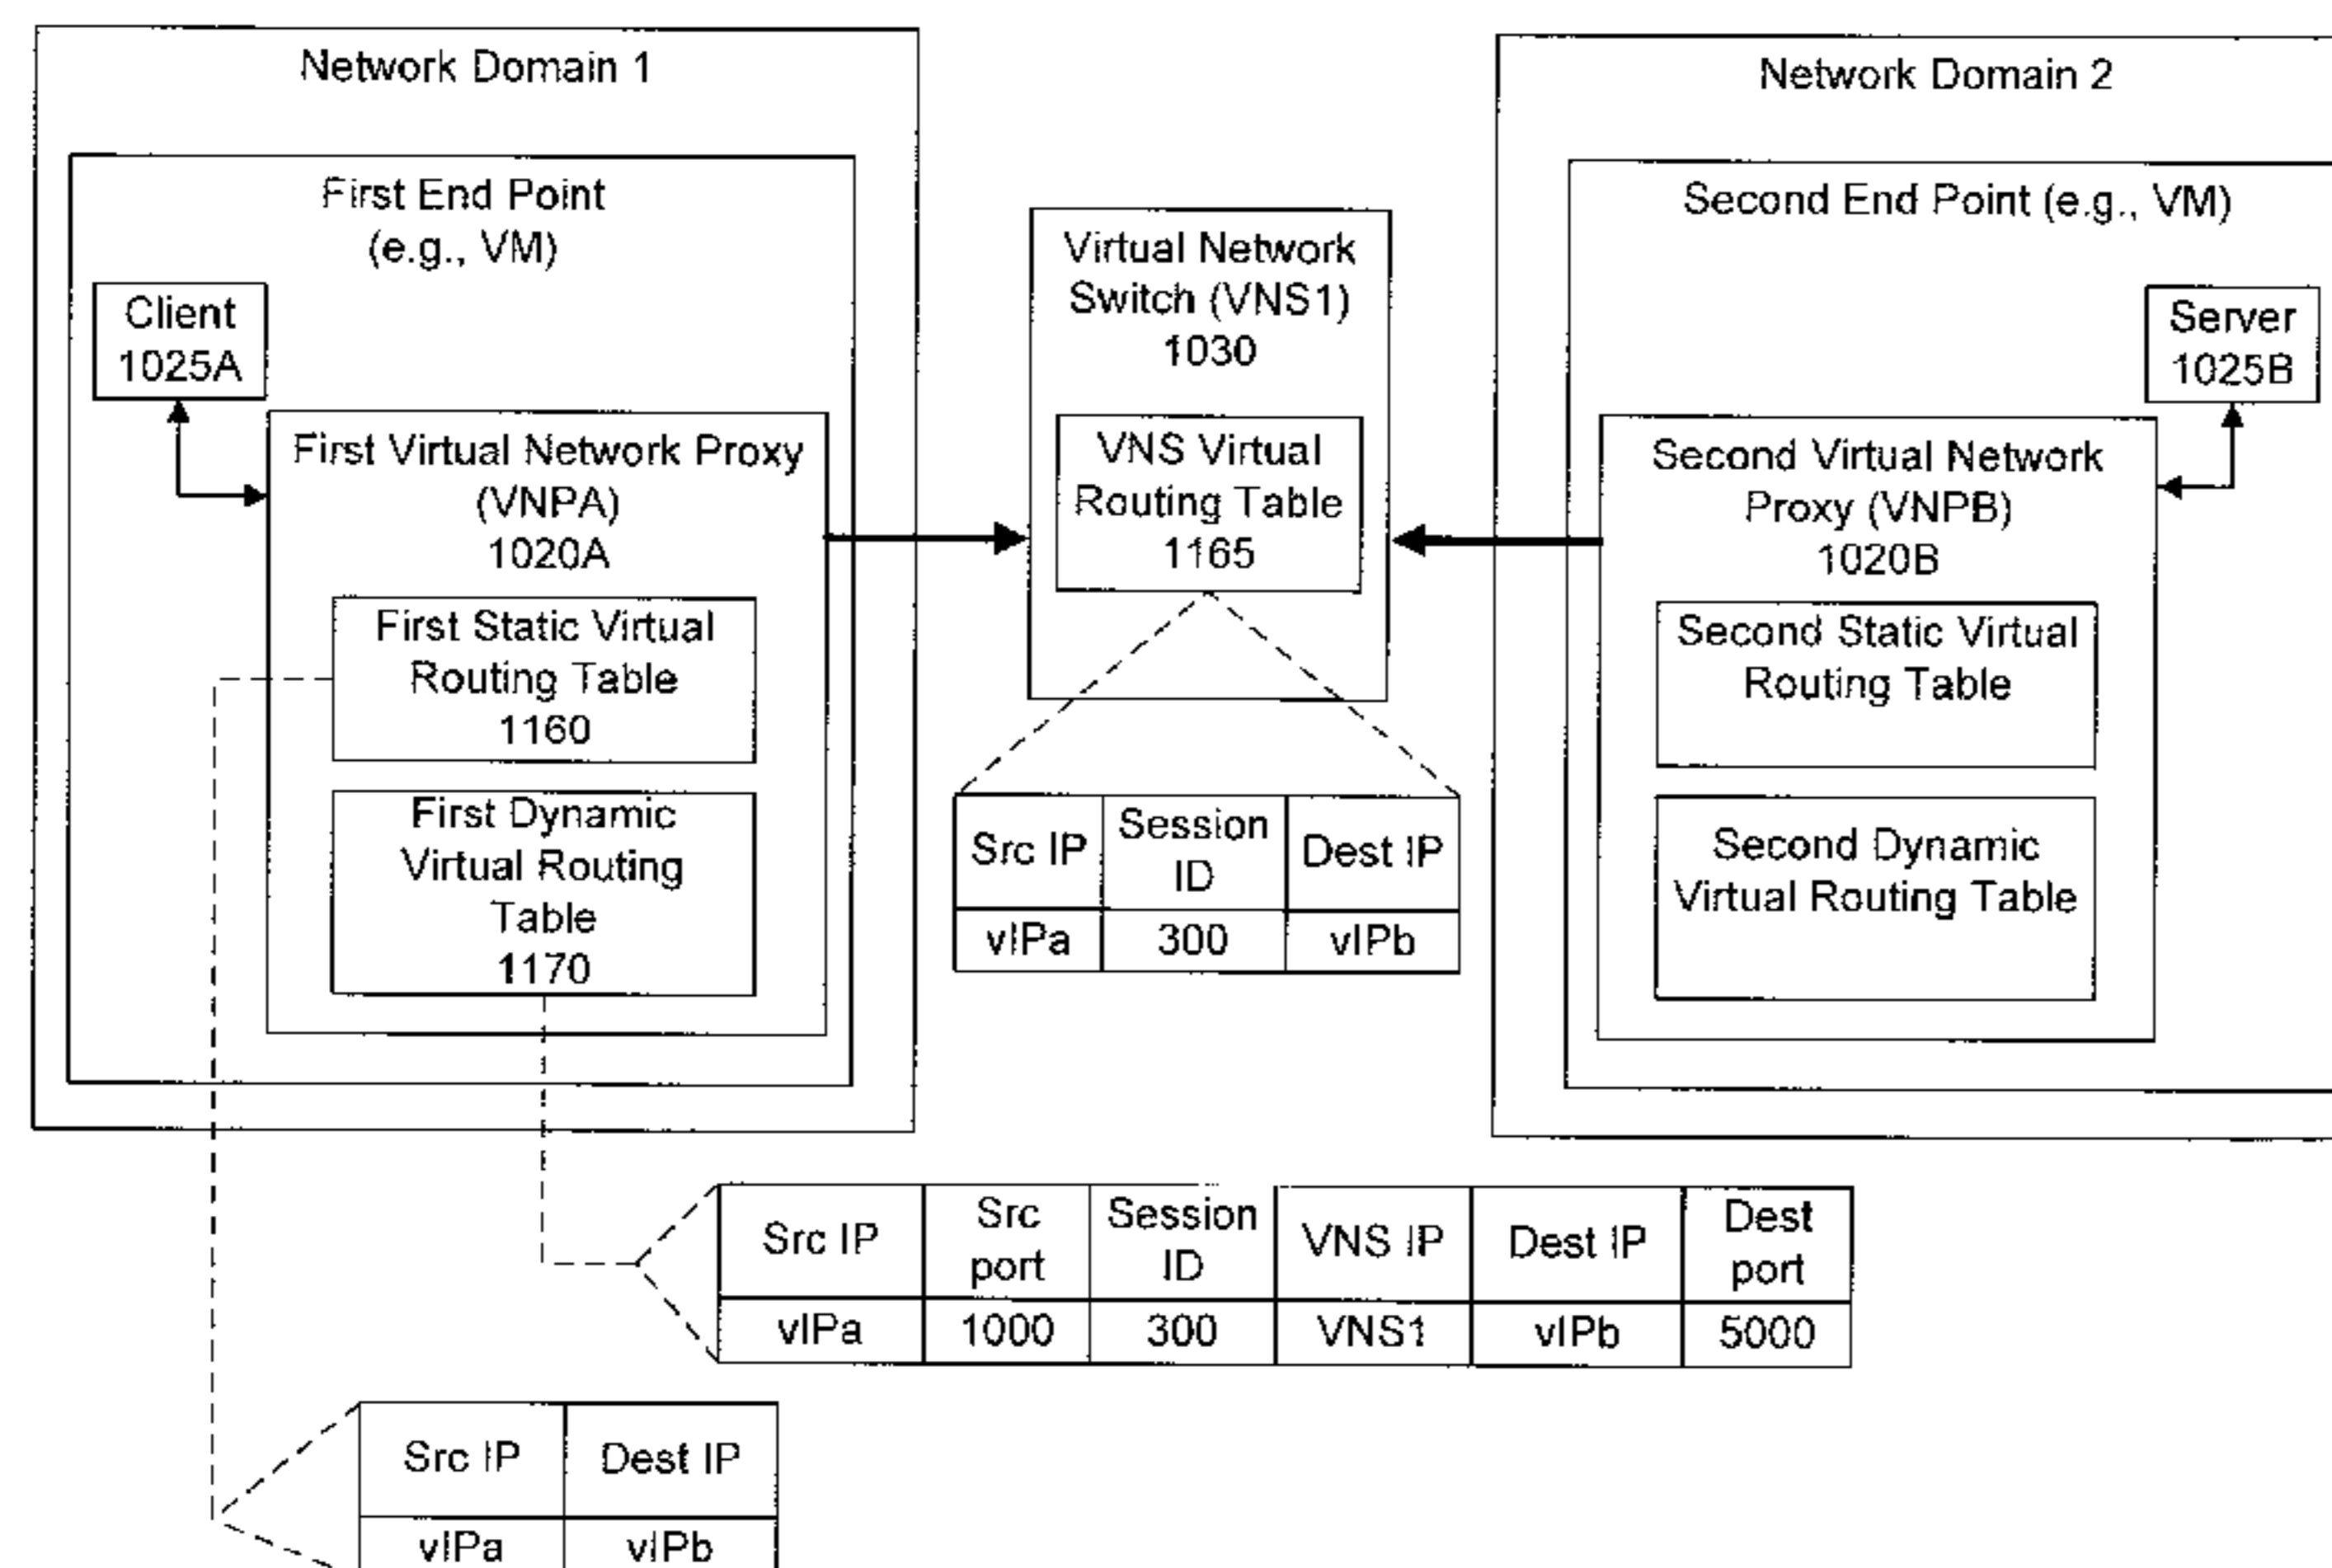 Network Domain 1
First End Point
(e.g., VM)
Client
1025A
First Virtual Network Proxy
(VNPA)
1020A
First Static Virtual
Routing Table
1160
First Dynamic
Virtual Routing
Table
1170
Virtual Network
Switch (VNS1)
1030
VNS Virtual
Routing Table
1165
Src IP
Session
ID
Dest IP
vIPa
300
vIPb
Network Domain 2
Second End Point (e.g., VM)
Server
1025B
Second Virtual Network
Proxy (VNPB)
1020B
Second Static Virtual
Routing Table
Second Dynamic
Virtual Routing Table
Src IP
Src
port
Session
ID
VNS IP
Dest IP
Dest
port
vIPa
1000
300
VNS1
vIPb
5000
Src IP
Dest IP
vIPa
vIPb